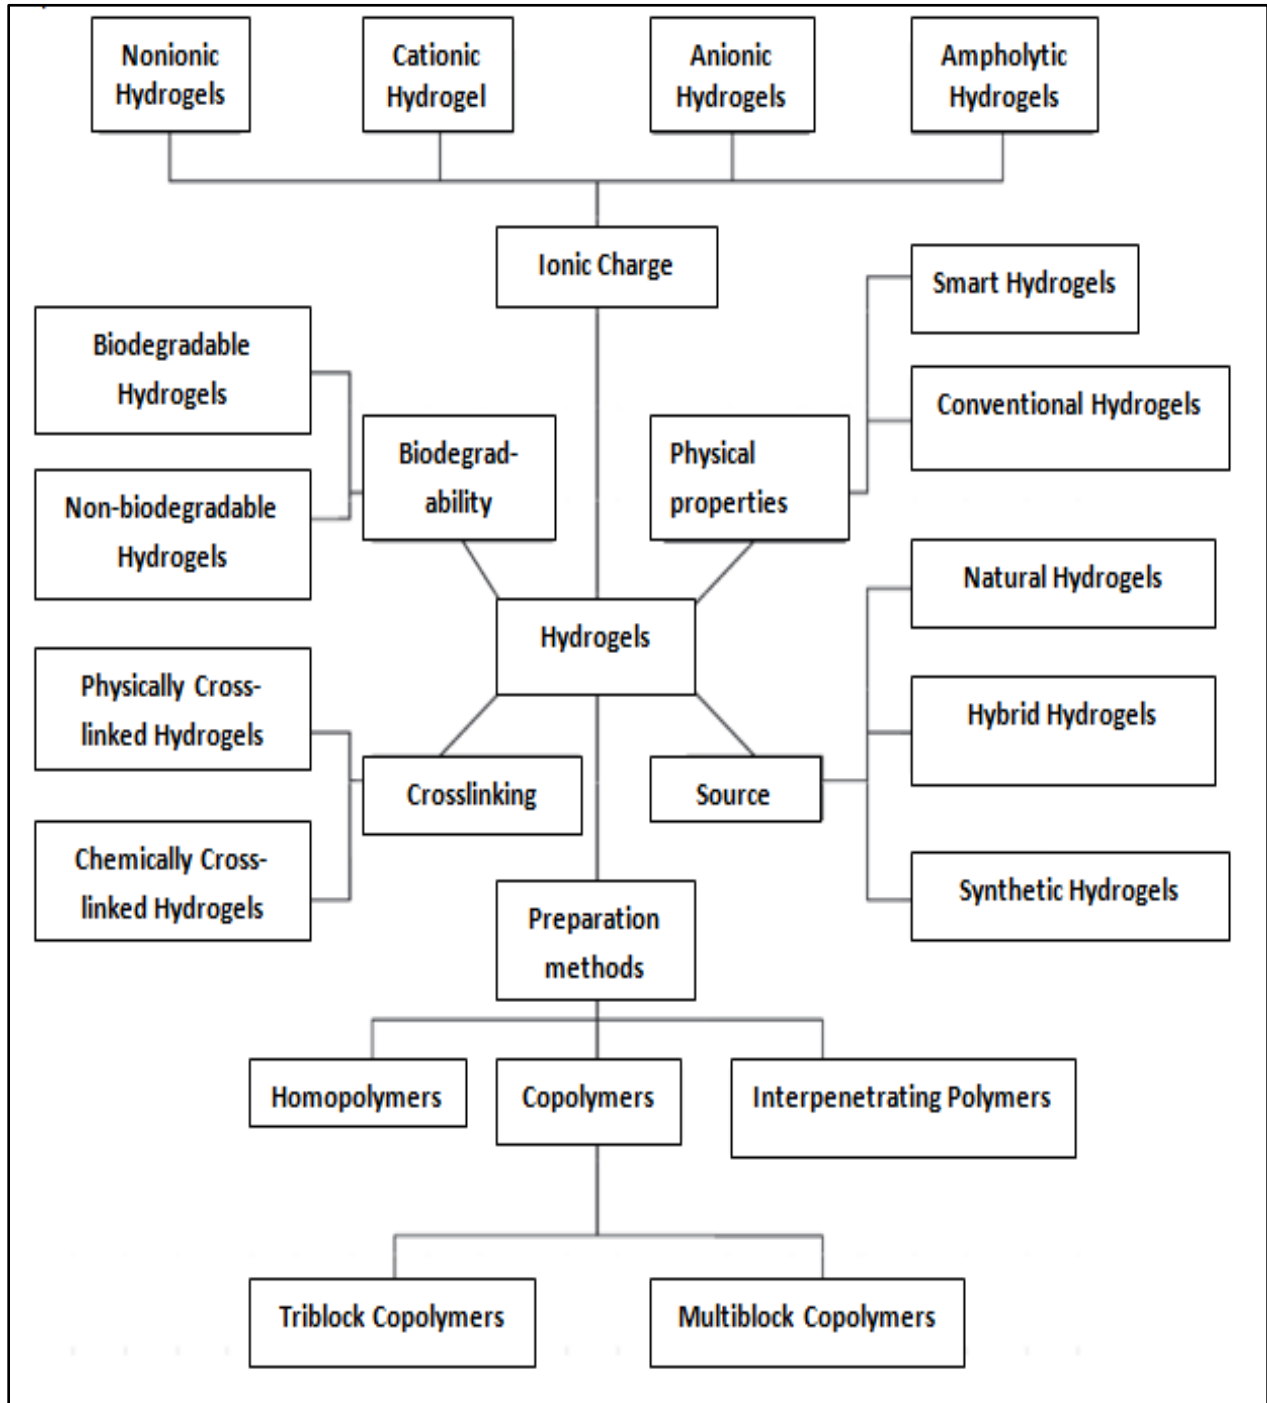 Nonionic
Hydrogels
Cationic
Hydrogel
Anionic
Hydrogels
Ampholytic
Hydrogels
Ionic Charge
Smart Hydrogels
Biodegradable
Hydrogels
Conventional Hydrogels
Biodegrad-
ability
Physical
properties
Non-biodegradable
Hydrogels
Natural Hydrogels
Hydrogels
Physically Cross-
linked Hydrogels
Hybrid Hydrogels
Crosslinking
Source
Chemically Cross-
linked Hydrogels
Synthetic Hydrogels
Preparation
methods
Homopolymers
Copolymers
Interpenetrating Polymers
Triblock Copolymers
Multiblock Copolymers